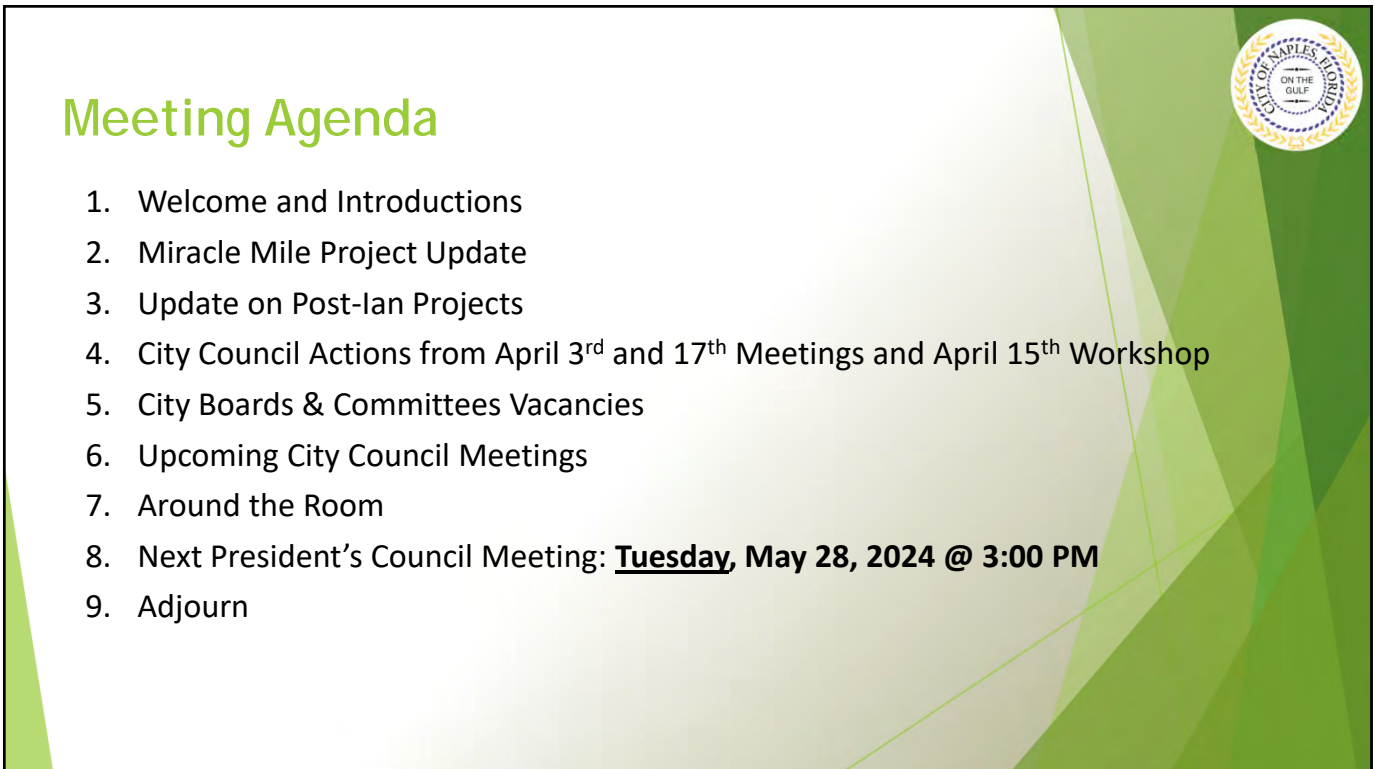 Meeting Agenda
CITY OF NAPLES, FLORIDA
ON THE
GULF
1. Welcome and Introductions
2. Miracle Mile Project Update
3. Update on Post-Ian Projects
4. City Council Actions from April 3rd and 17th Meetings and April 15th Workshop
5. City Boards & Committees Vacancies
6. Upcoming City Council Meetings
7. Around the Room
8. Next President’s Council Meeting: Tuesday, May 28, 2024 @ 3:00 PM
9. Adjourn